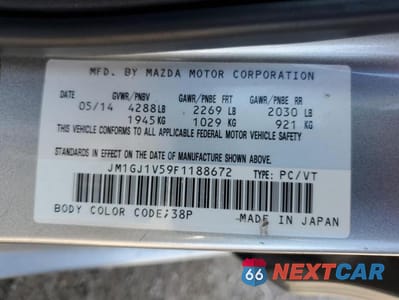 MFD. BY MAZDA MOTOR CORPORATION
DATE GVWR/PNBV GAWR/PNBE FRT GAWR/PNBE RR
05/14 4288LB 2269 LB 2030 LB
1945KG 1029 KG 921 KG
THIS VEHICLE CONFORMS TO ALL APPLICABLE FEDERAL MOTOR VEHICLE SAFETY
STANDARDS IN EFFECT ON THE DATE OF MANUFACTURE SHOWN ABOVE.
JM1GJ1V59F1188672 TYPE: PC/VT
BODY COLOR CODE;38P MADE IN JAPAN
66 NEXTCAR